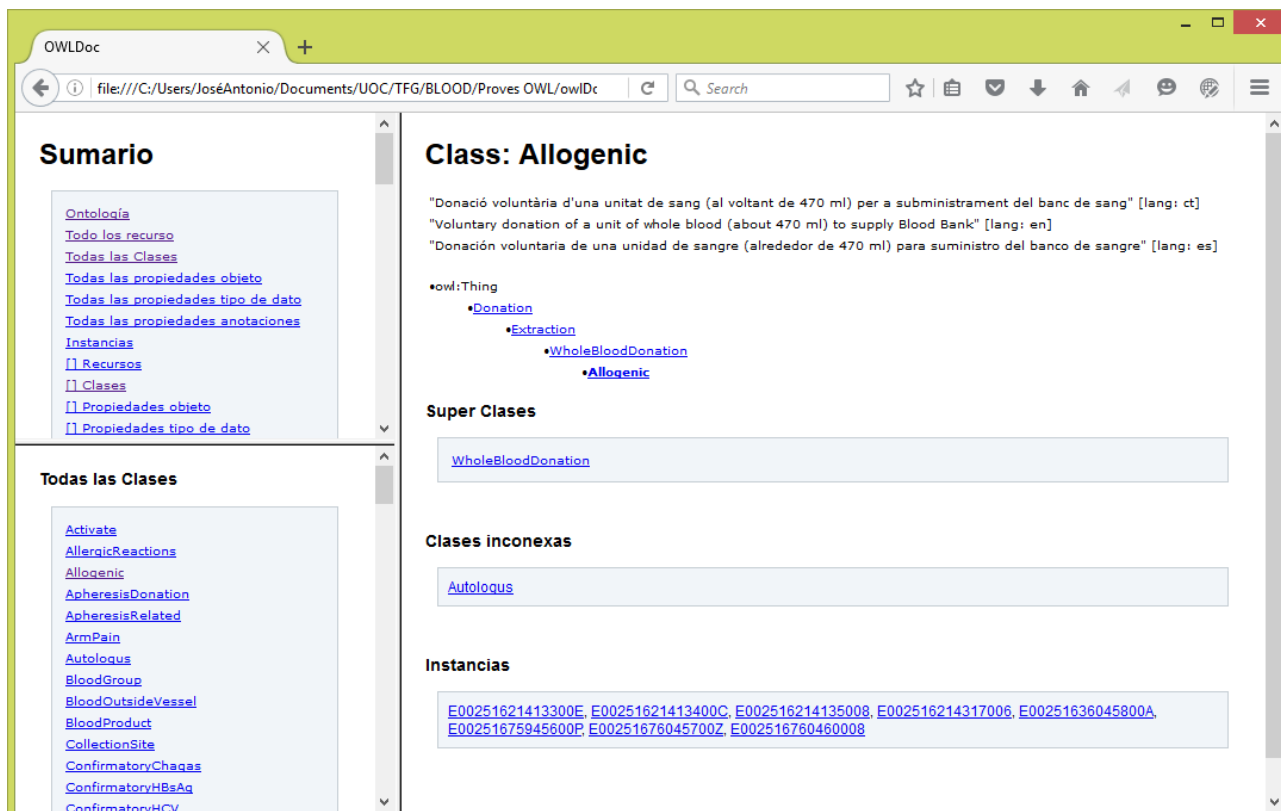 OWLDoc
file:///C:/Users/JoséAntonio/Documents/UOC/TFG/BLOOD/Proves OWL/owlDc
Search
Sumario
Ontología
Todo los recurso
Todas las Clases
Todas las propiedades objeto
Todas las propiedades tipo de dato
Todas las propiedades anotaciones
Instancias
[] Recursos
[] Clases
[] Propiedades objeto
[] Propiedades tipo de dato
Todas las Clases
Activate
AllergicReactions
Allogenic
ApheresisDonation
ApheresisRelated
ArmPain
Autologus
BloodGroup
BloodOutsideVessel
BloodProduct
CollectionSite
ConfirmatoryChagas
ConfirmatoryHBsAg
ConfirmatoryHCV
Class: Allogenic
"Donació voluntària d'una unitat de sang (al voltant de 470 ml) per a subministrament del banc de sang" [lang: ct]
"Voluntary donation of a unit of whole blood (about 470 ml) to supply Blood Bank" [lang: en]
"Donación voluntaria de una unidad de sangre (alrededor de 470 ml) para suministro del banco de sangre" [lang: es]
•owl:Thing
•Donation
•Extraction
•WholeBloodDonation
•Allogenic
Super Clases
WholeBloodDonation
Clases inconexas
Autologus
Instancias
E00251621413300E, E00251621413400C, E002516214135008, E002516214317006, E00251636045800A,
E00251675945600P, E00251676045700Z, E002516760460008